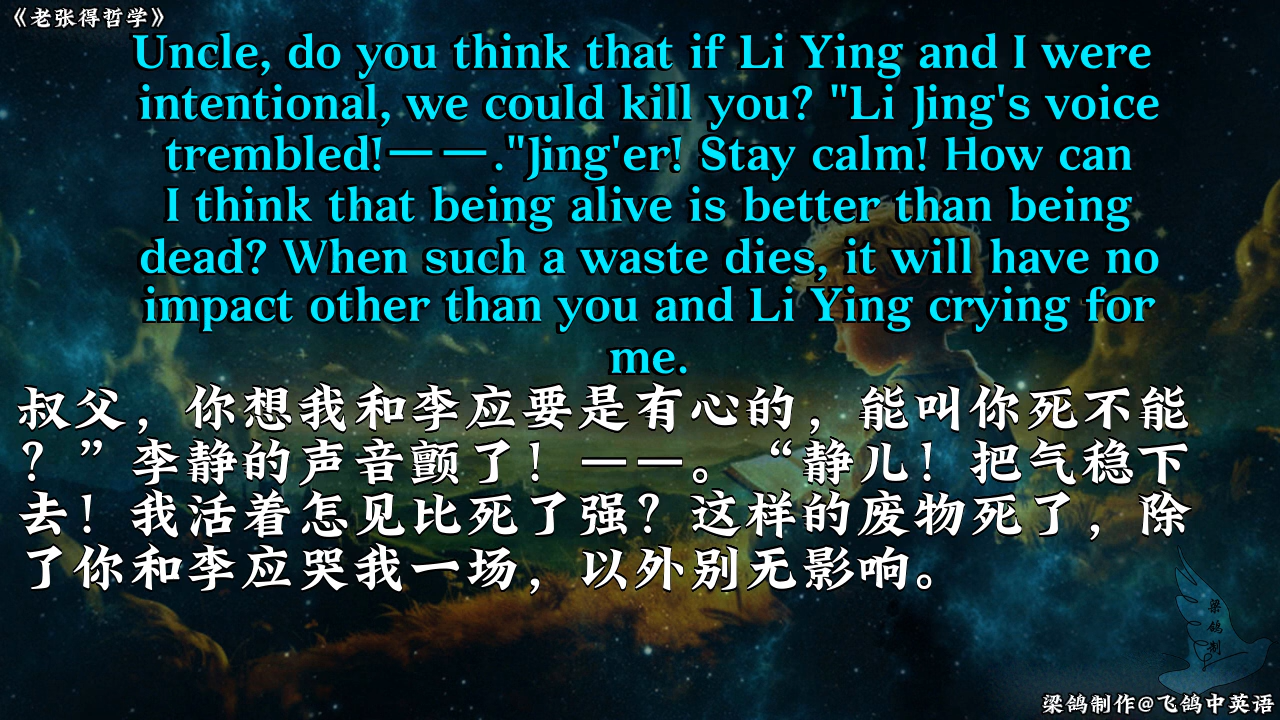 《老张得哲学》
Uncle, do you think that if Li Ying and I were
intentional, we could kill you? "Li Jing's voice
trembled!——."Jing'er! Stay calm! How can
I think that being alive is better than being
dead? When such a waste dies, it will have no
impact other than you and Li Ying crying for
me.
叔父，你想我和李应要是有心的，能叫你死不能
？”李静的声音颤了！——。“静儿！把气稳下
去！我活着怎见比死了强？这样的废物死了，除
了你和李应哭我一场，以外别无影响。
梁鸽制
梁鸽制作@飞鸽中英语